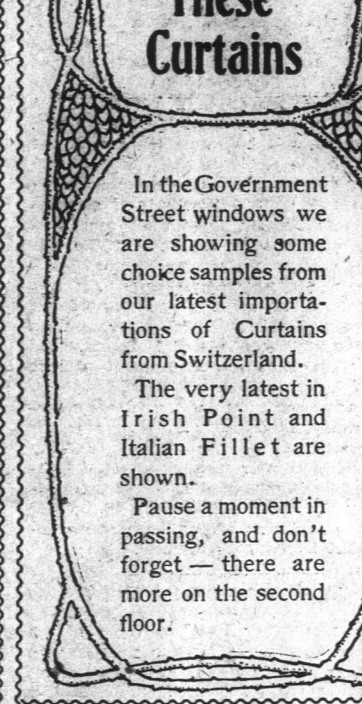 These
Curtains
In the Government
Street windows we
are showing some
choice samples from
our latest importa-
tions of Curtains
from Switzerland.
The very latest in
Irish Point and
Italian Fillet are
shown.
Pause a moment in
passing, and don't
forget — there are
more on the second
floor.